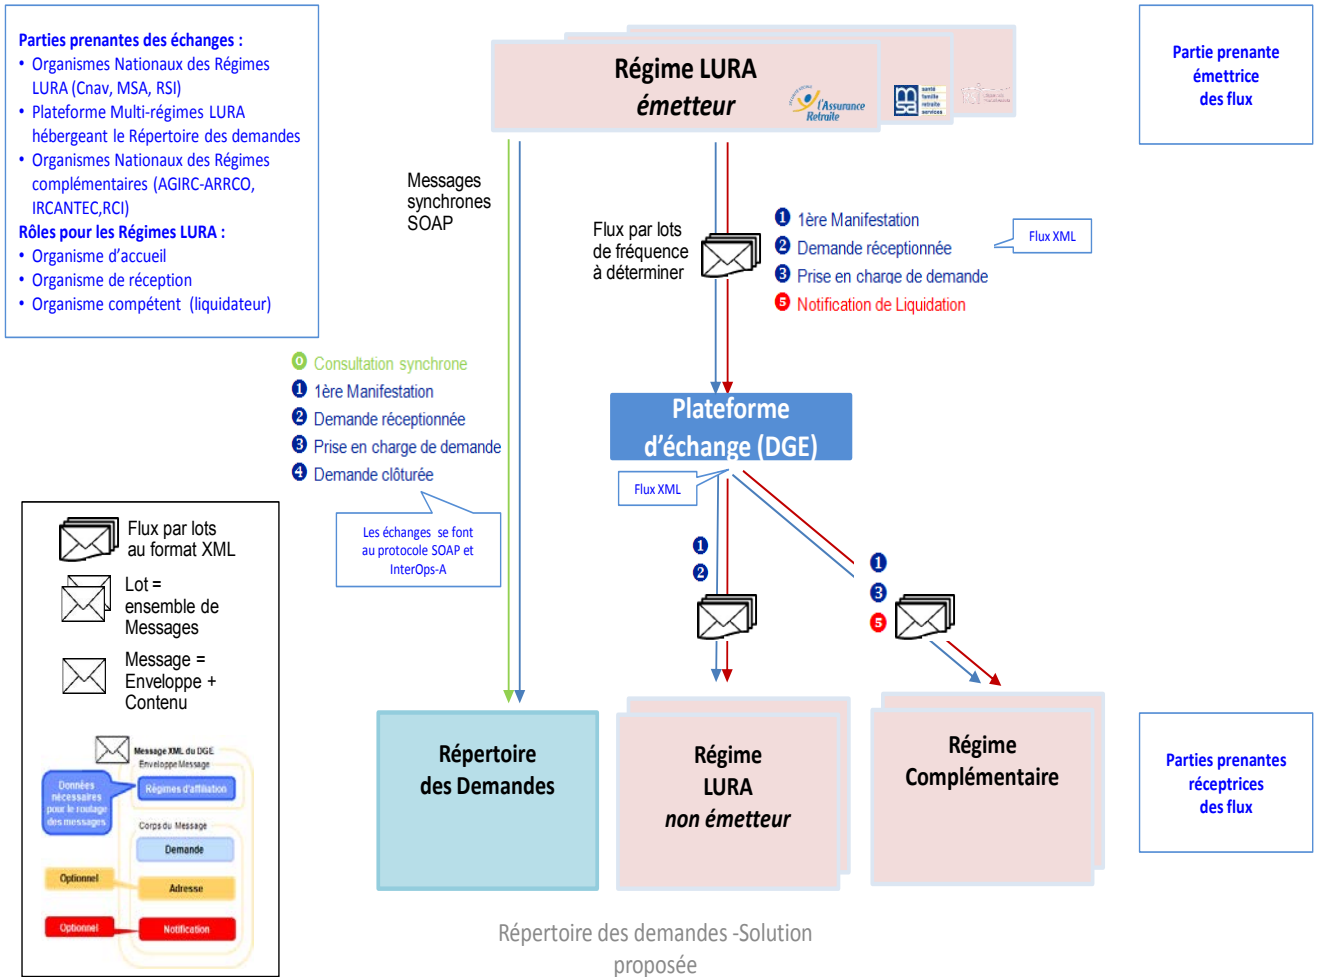 Parties prenantes des échanges :
• Organismes Nationaux des Régimes
LURA (Cnav, MSA, RSI)
• Plateforme Multi-régimes LURA
hébergeant le Répertoire des demandes
• Organismes Nationaux des Régimes
complémentaires (AGIRC-ARRCO,
IRCANTEC,RCI)
Rôles pour les Régimes LURA :
• Organisme d'accueil
• Organisme de réception
• Organisme compétent (liquidateur)
Régime LURA
émetteur
l'Assurance
Retraite
msa
santé
famille
retraite
services
Partie prenante
émettrice
des flux
Messages
synchrones
SOAP
Flux par lots
de fréquence
à déterminer
1 1ère Manifestation
2 Demande réceptionnée
3 Prise en charge de demande
5 Notification de Liquidation
Flux XML
0 Consultation synchrone
1 1ère Manifestation
2 Demande réceptionnée
3 Prise en charge de demande
4 Demande clôturée
Les échanges se font
au protocole SOAP et
InterOps-A
Plateforme
d'échange (DGE)
Flux XML
1
2
1
3
5
Flux par lots
au format XML
Lot =
ensemble de
Messages
Message =
Enveloppe +
Contenu
Message XML du DGE
Enveloppe Message
Données
nécessaires
pour le routage
des messages
Régimes d'affiliation
Corps du Message
Demande
Optionnel
Adresse
Optionnel
Notification
Répertoire
des Demandes
Régime
LURA
non émetteur
Régime
Complémentaire
Parties prenantes
réceptrices
des flux
Répertoire des demandes -Solution
proposée